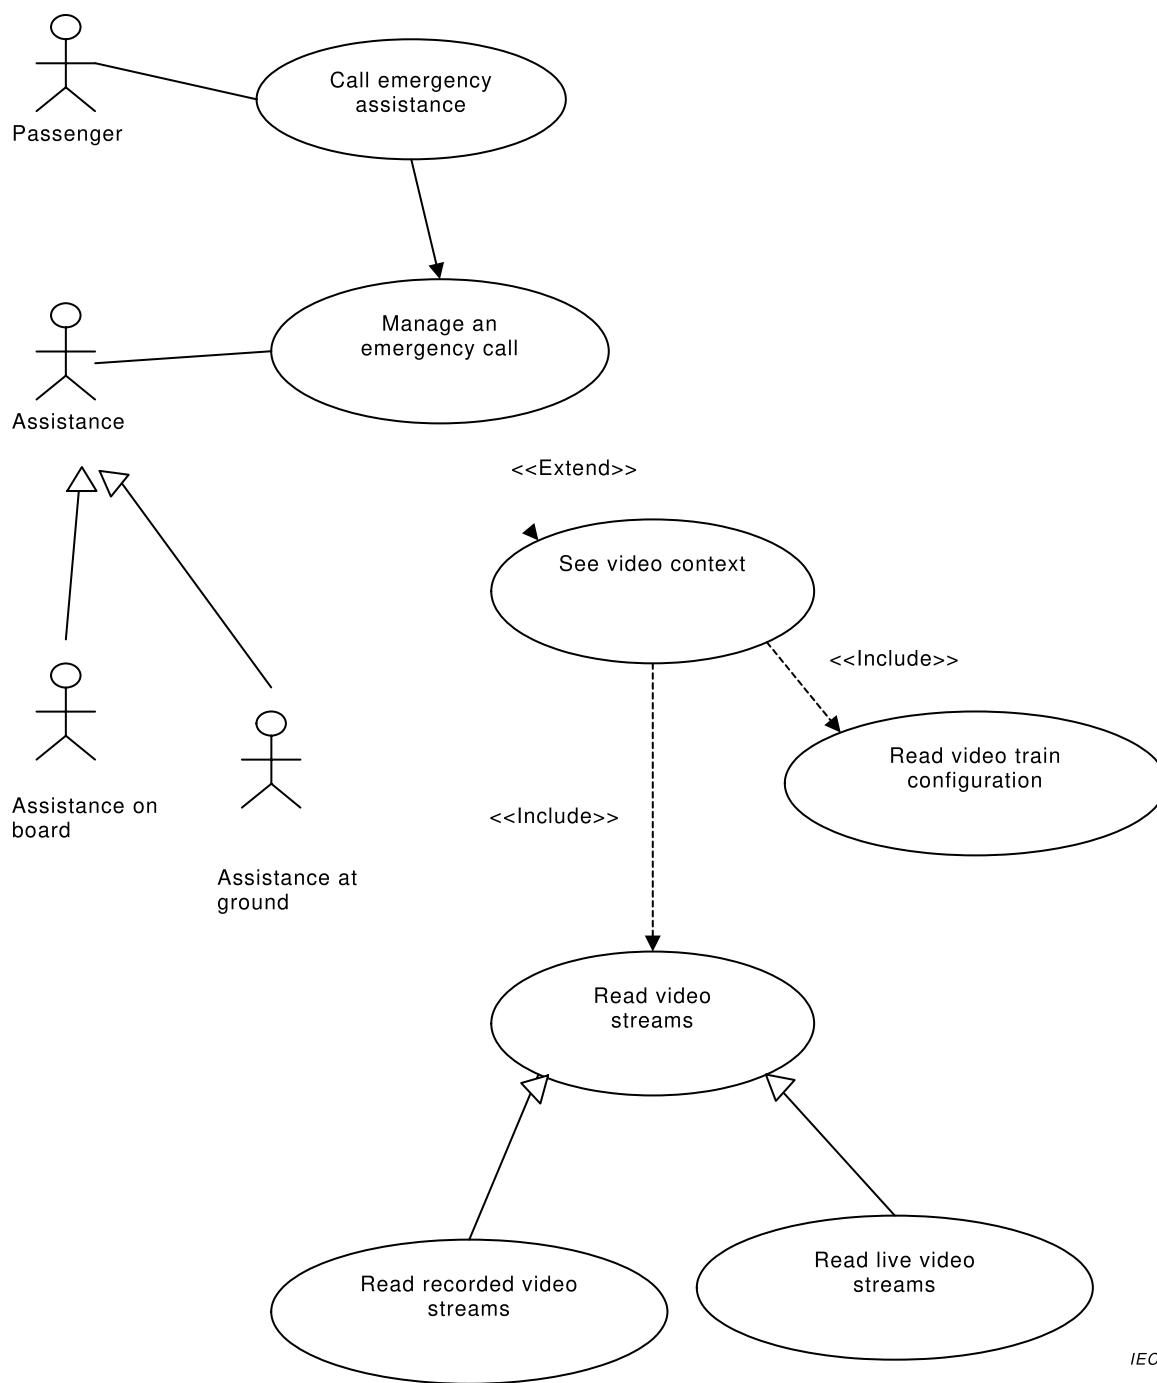 Call emergency
assistance
Passenger
Manage an
emergency call
Assistance
<<Extend>>
See video context
<<Include>>
Read video train
configuration
Assistance on
board
<<Include>>
Assistance at
ground
Read video
streams
Read live video
streams
Read recorded video
streams
IEC